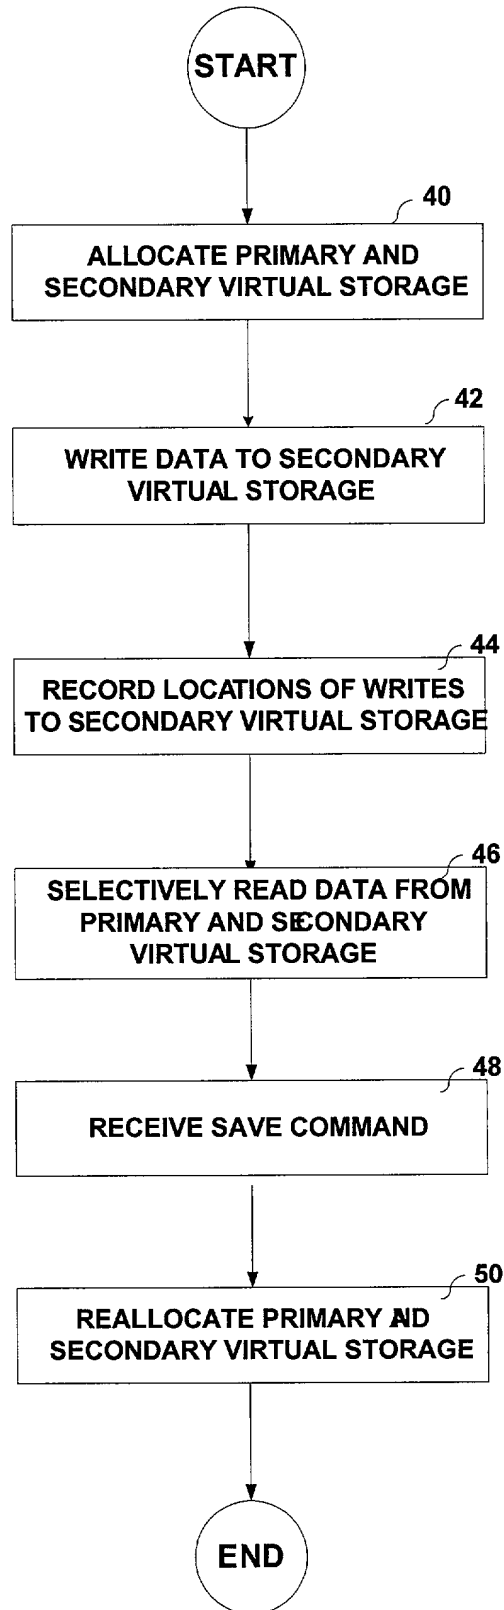 START
40
ALLOCATE PRIMARY AND
SECONDARY VIRTUAL STORAGE
42
WRITE DATA TO SECONDARY
VIRTUAL STORAGE
44
RECORD LOCATIONS OF WRITES
TO SECONDARY VIRTUAL STORAGE
46
SELECTIVELY READ DATA FROM
PRIMARY AND SECONDARY
VIRTUAL STORAGE
48
RECEIVE SAVE COMMAND
50
REALLOCATE PRIMARY AND
SECONDARY VIRTUAL STORAGE
END